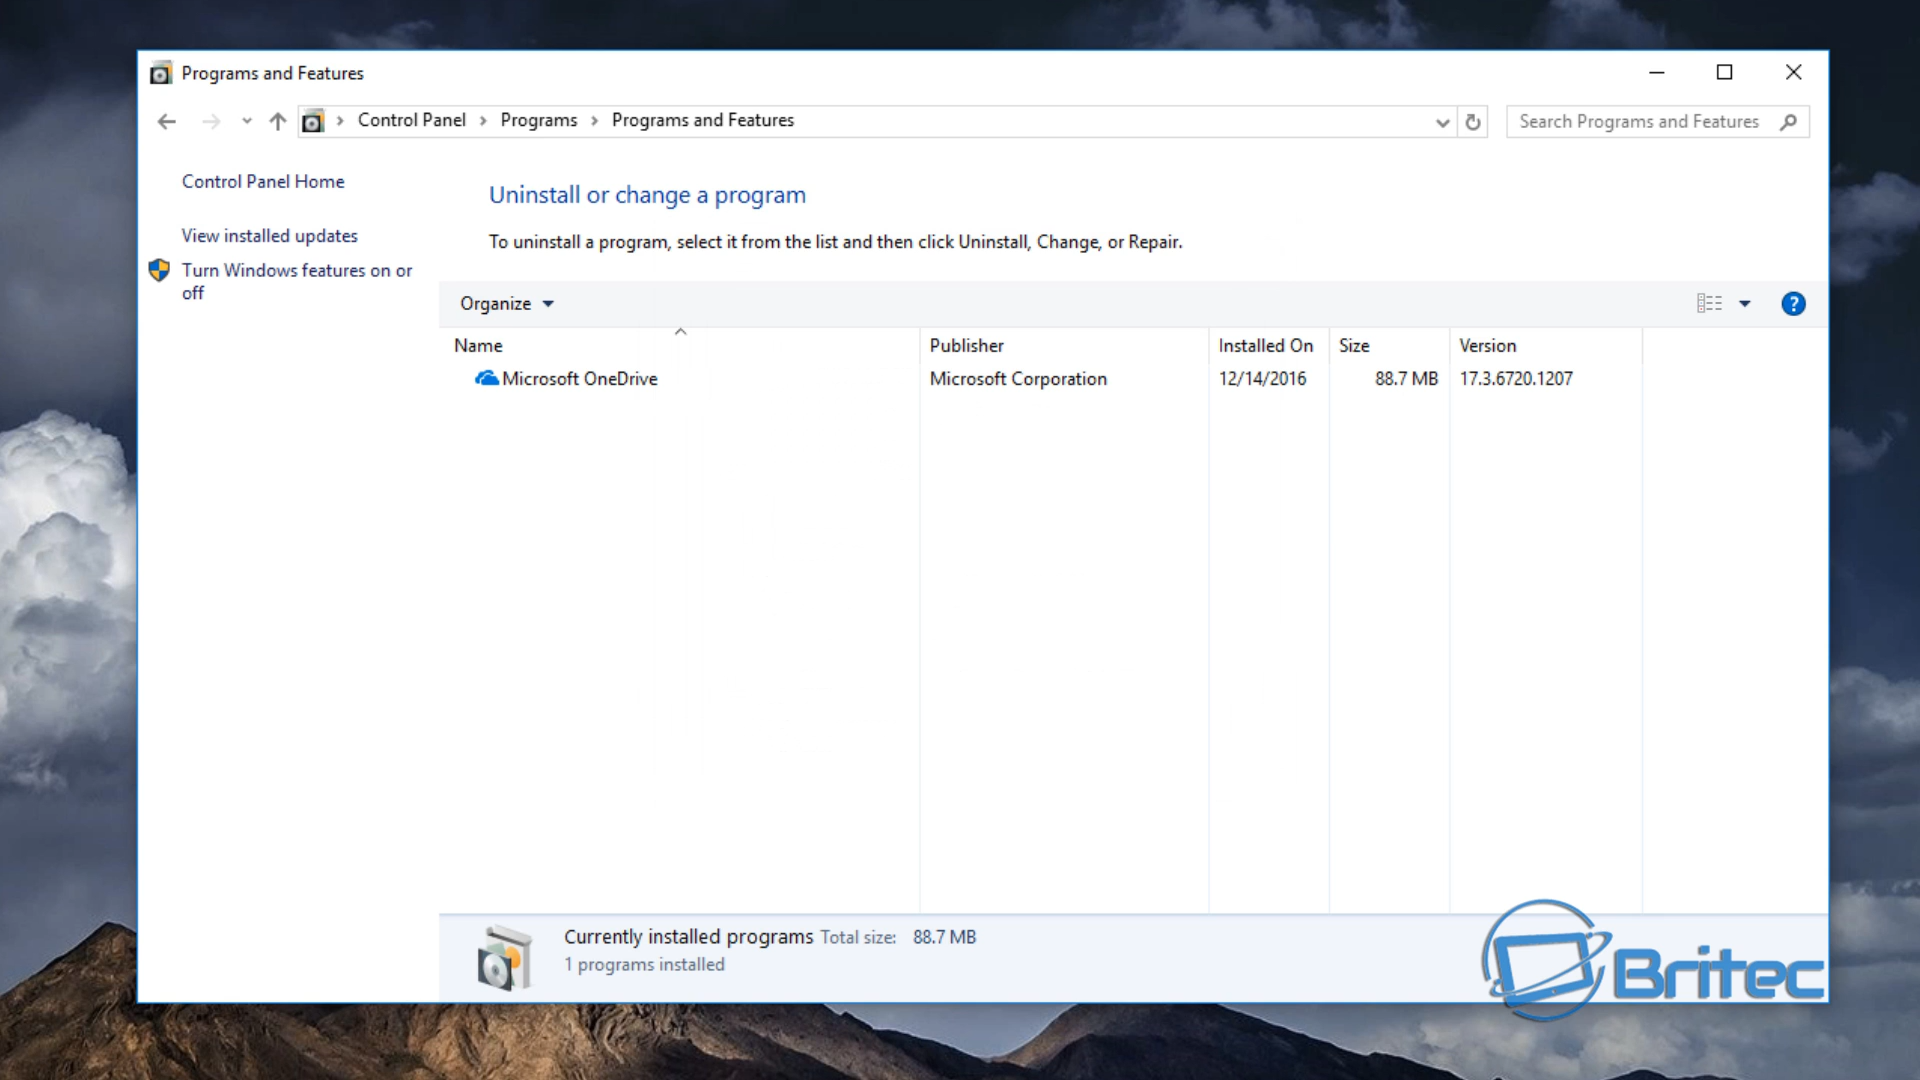 Programs and Features
Control Panel > Programs > Programs and Features
Search Programs and Features
Control Panel Home
View installed updates
Turn Windows features on or
off
Uninstall or change a program
To uninstall a program, select it from the list and then click Uninstall, Change, or Repair.
Organize
?
Name Publisher Installed On Size Version
Microsoft OneDrive Microsoft Corporation 12/14/2016 88.7 MB 17.3.6720.1207
Currently installed programs Total size: 88.7 MB
1 programs installed
Britec